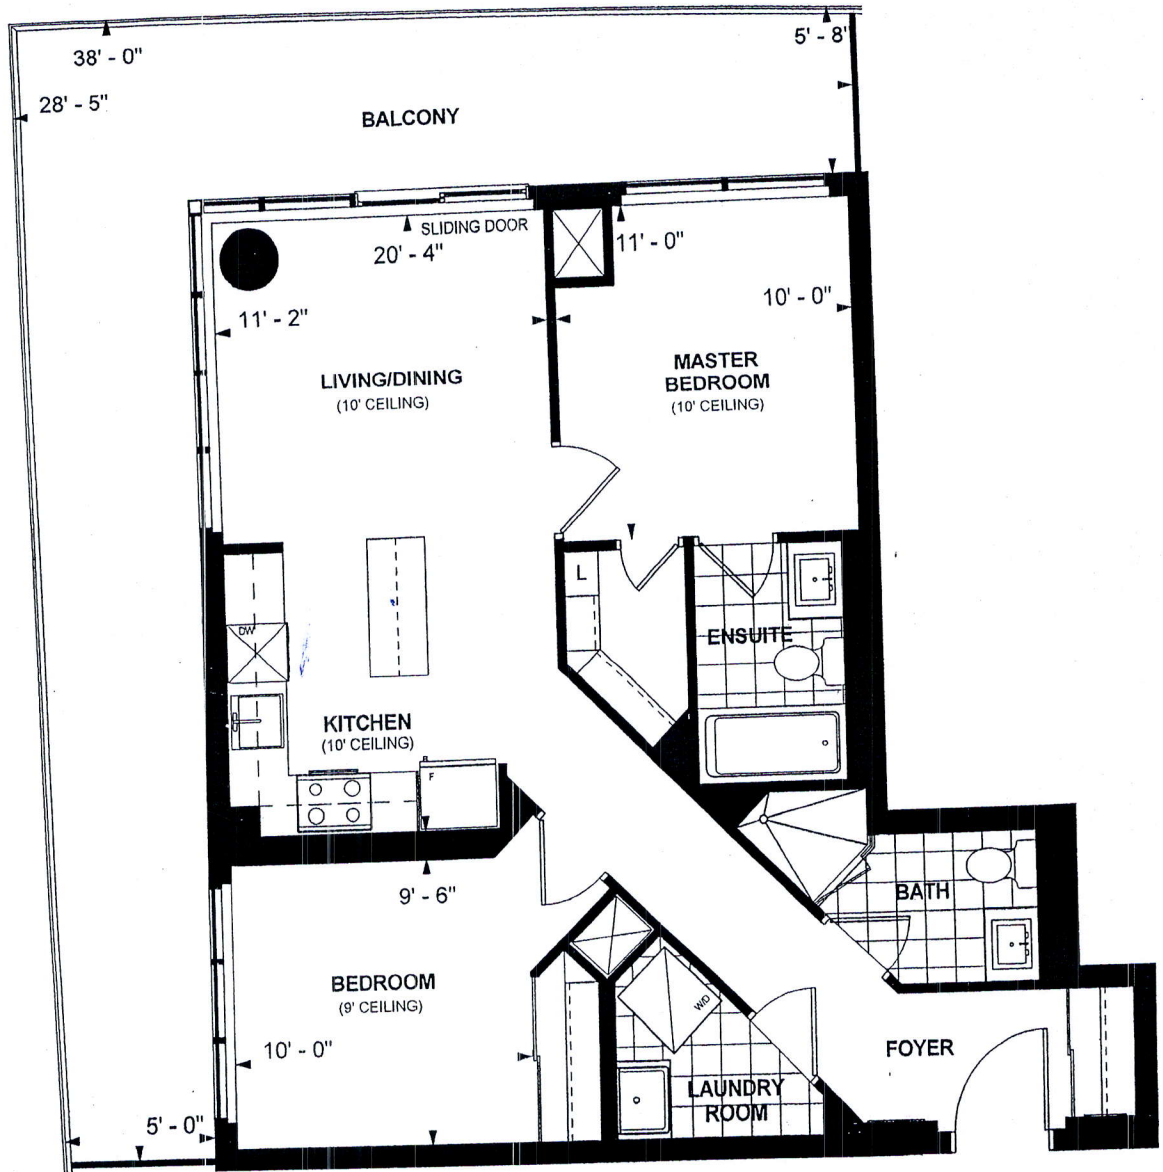 38' - 0"
5' - 8"
28' - 5"
BALCONY
SLIDING DOOR
20' - 4"
11' - 0"
11' - 2"
10' - 0"
LIVING/DINING
(10' CEILING)
MASTER
BEDROOM
(10' CEILING)
L
DW
ENSUITE
KITCHEN
(10' CEILING)
F
9' - 6"
BATH
BEDROOM
(9' CEILING)
W/D
10' - 0"
FOYER
LAUNDRY
ROOM
5' - 0"